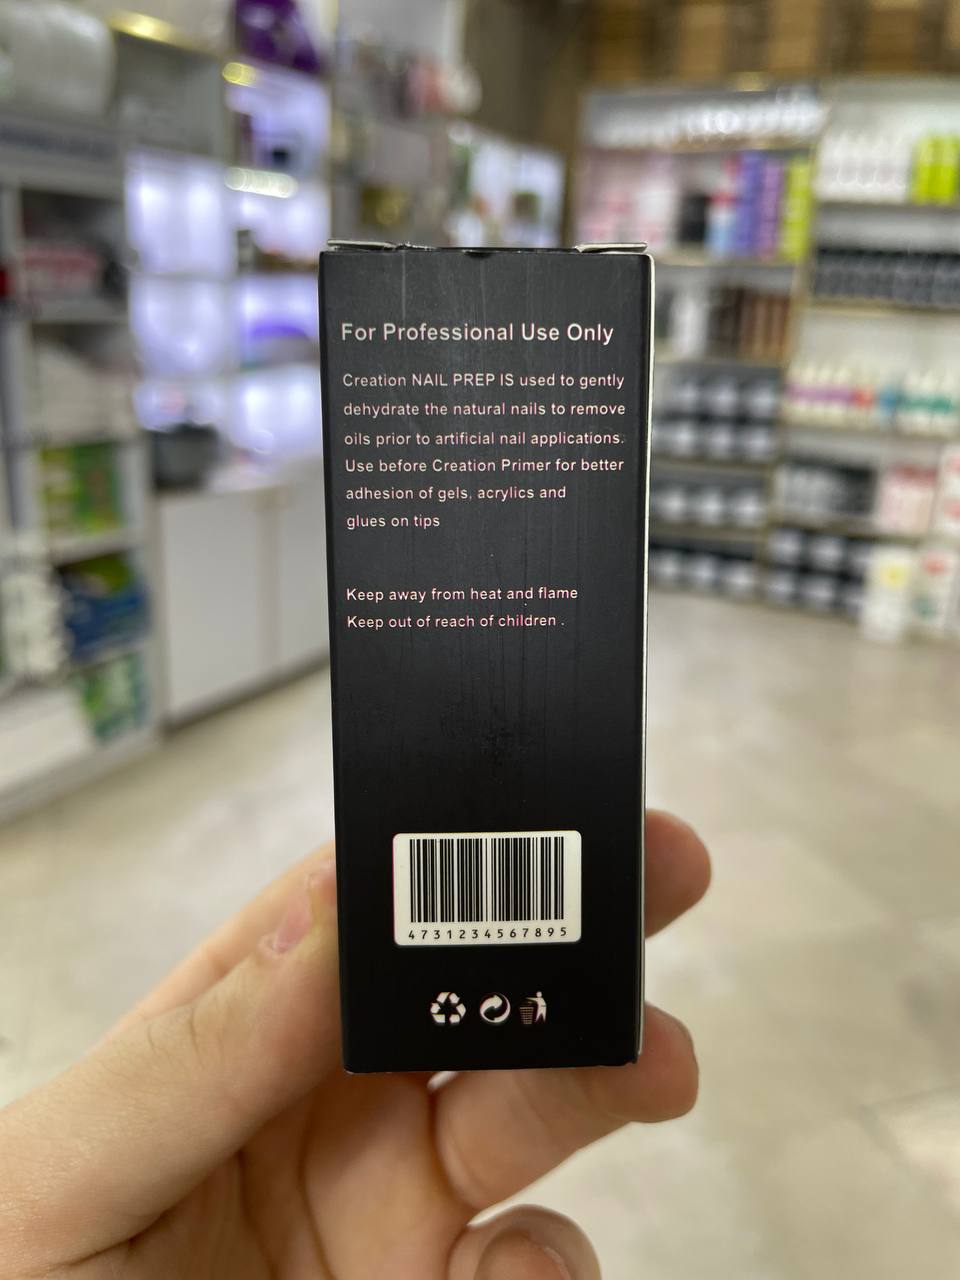 For Professional Use Only
Creation NAIL PREP IS used to gently
dehydrate the natural nails to remove
oils prior to artificial nail applications.
Use before Creation Primer for better
adhesion of gels, acrylics and
glues on tips
Keep away from heat and flame
Keep out of reach of children .
4731234567895